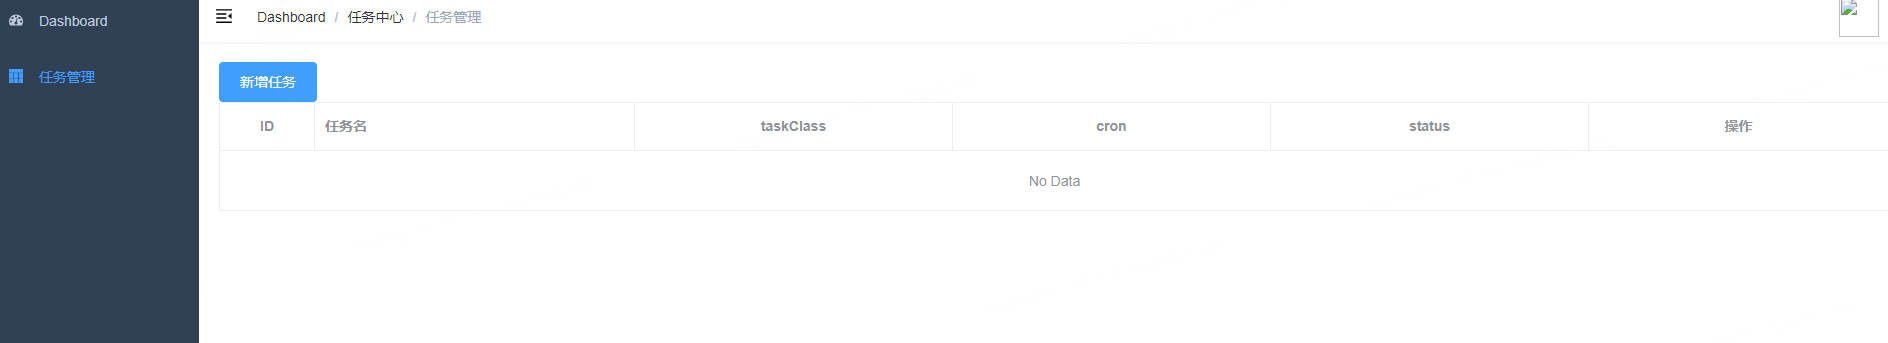 Dashboard
任务管理
Dashboard / 任务中心 / 任务管理
新增任务
ID 任务名 taskClass cron status 操作
No Data